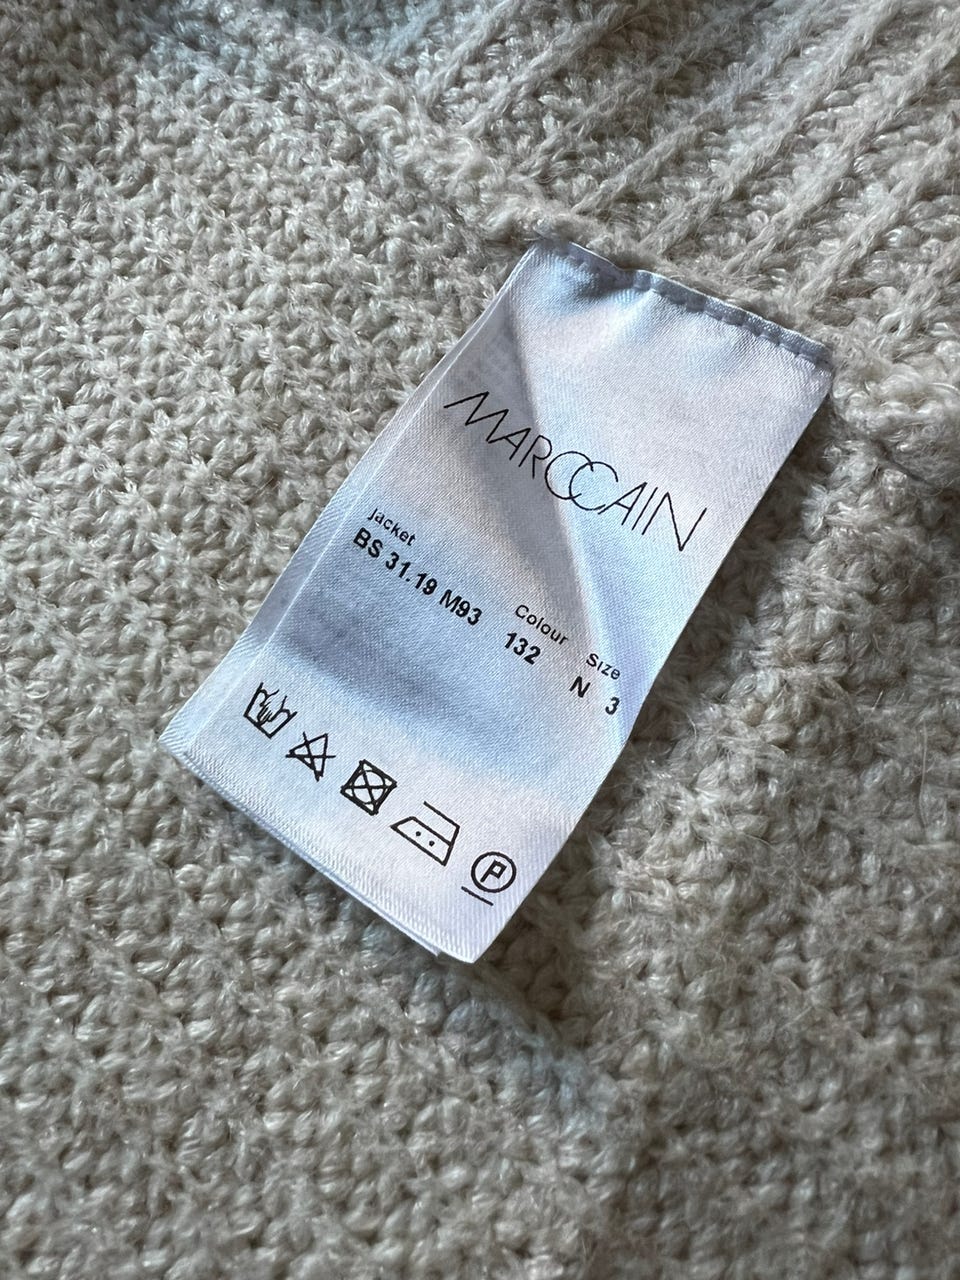 MARCCAIN
jacket Colour Size
BS 31.19 M93 132 N 3
P